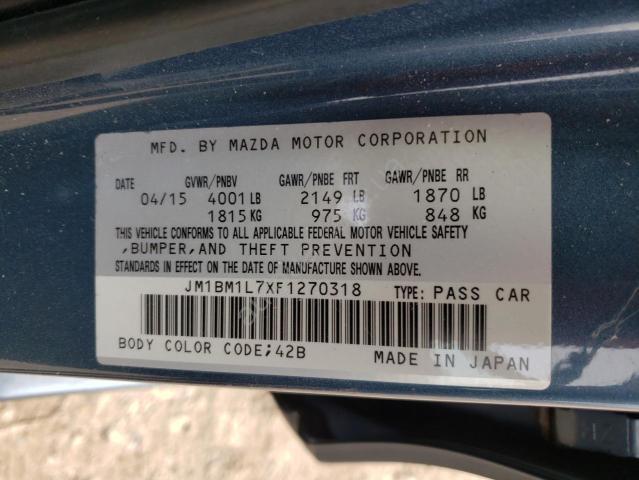 MFD. BY MAZDA MOTOR CORPORATION
DATE GVWR/PNBV GAWR/PNBE FRT GAWR/PNBE RR
04/15 4001 LB 2149 LB 1870 LB
1815 KG 975 KG 848 KG
THIS VEHICLE CONFORMS TO ALL APPLICABLE FEDERAL MOTOR VEHICLE SAFETY
,BUMPER,AND THEFT PREVENTION
STANDARDS IN EFFECT ON THE DATE OF MANUFACTURE SHOWN ABOVE.
JM1BM1L7XF1270318 TYPE: PASS CAR
BODY COLOR CODE;42B MADE IN JAPAN